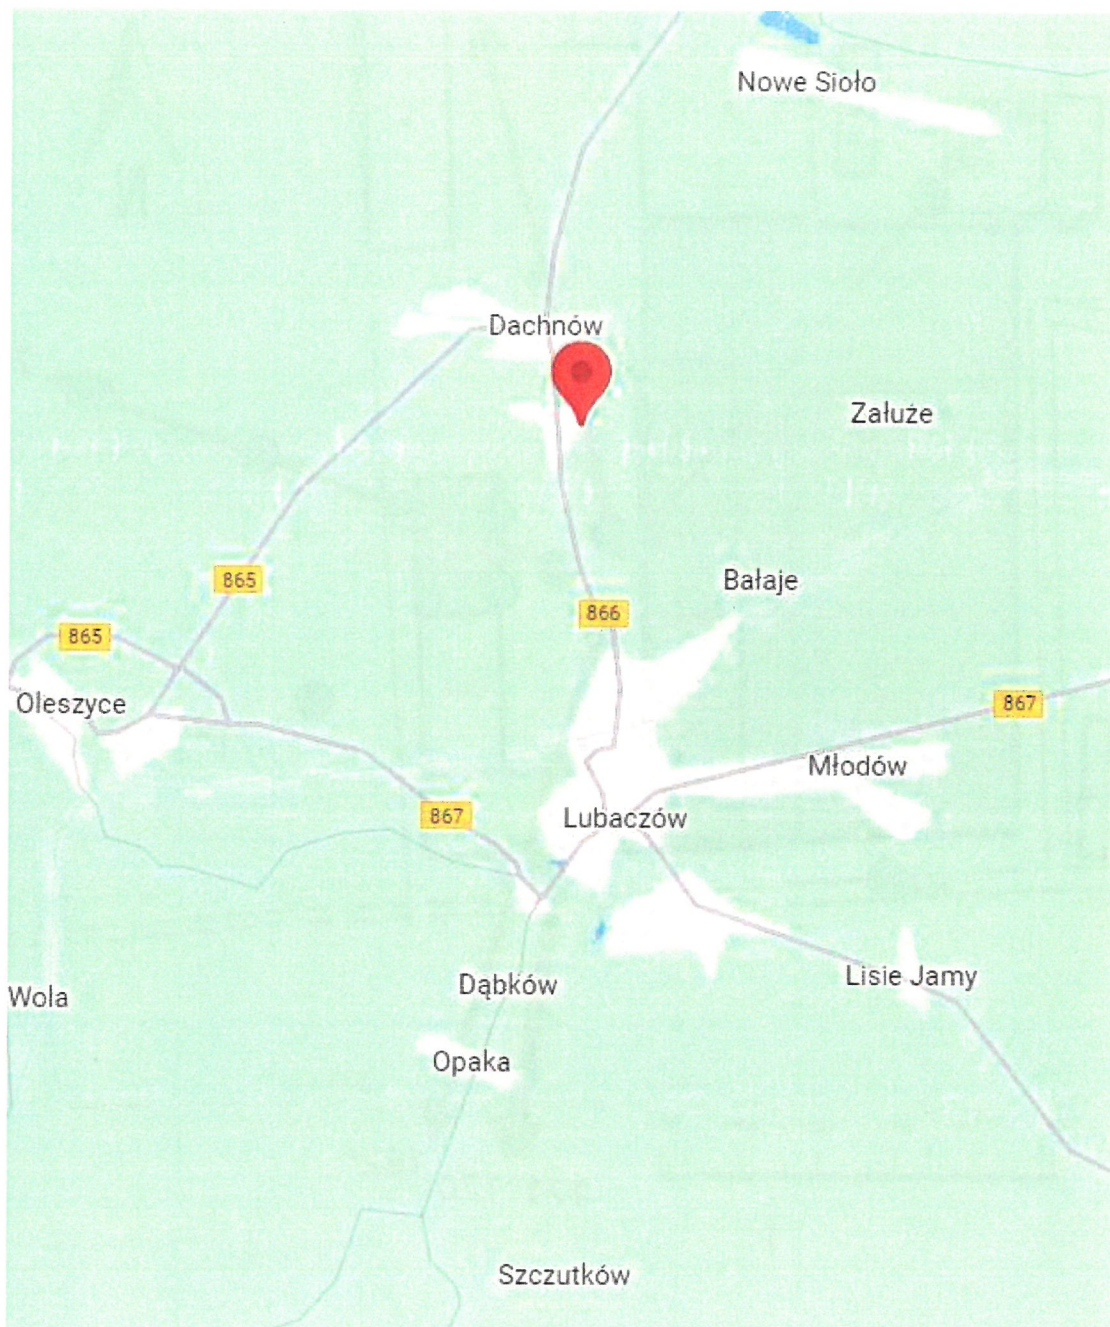 Nowe Sioło
Dachnów
Załuże
865
Bałaje
866
865
Oleszyce
867
Młodów
867
Lubaczów
Lisie Jamy
Dąbków
Wola
Opaka
Szczutków